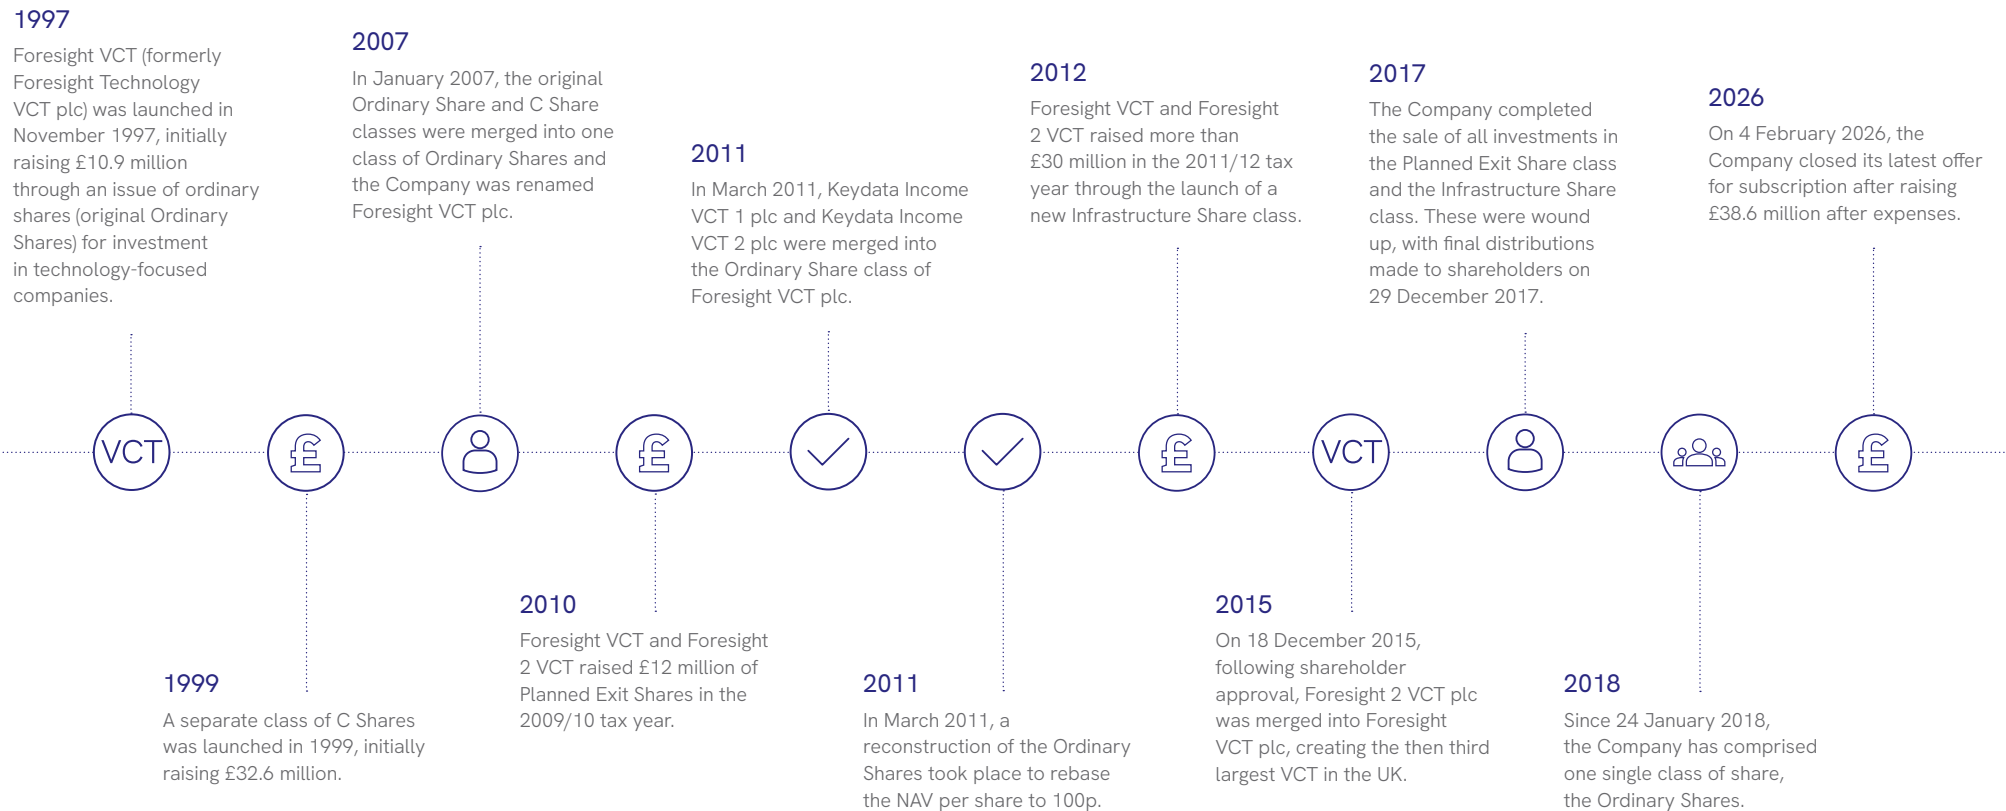 1997
Foresight VCT (formerly
Foresight Technology
VCT plc) was launched in
November 1997, initially
raising £10.9 million
through an issue of ordinary
shares (original Ordinary
Shares) for investment
in technology-focused
companies.
2007
In January 2007, the original
Ordinary Share and C Share
classes were merged into one
class of Ordinary Shares and
the Company was renamed
Foresight VCT plc.
2011
In March 2011, Keydata Income
VCT 1 plc and Keydata Income
VCT 2 plc were merged into
the Ordinary Share class of
Foresight VCT plc.
2012
Foresight VCT and Foresight
2 VCT raised more than
£30 million in the 2011/12 tax
year through the launch of a
new Infrastructure Share class.
2017
The Company completed
the sale of all investments in
the Planned Exit Share class
and the Infrastructure Share
class. These were wound
up, with final distributions
made to shareholders on
29 December 2017.
2026
On 4 February 2026, the
Company closed its latest offer
for subscription after raising
£38.6 million after expenses.
VCT
£
£
£
VCT
£
1999
A separate class of C Shares
was launched in 1999, initially
raising £32.6 million.
2010
Foresight VCT and Foresight
2 VCT raised £12 million of
Planned Exit Shares in the
2009/10 tax year.
2011
In March 2011, a
reconstruction of the Ordinary
Shares took place to rebase
the NAV per share to 100p.
2015
On 18 December 2015,
following shareholder
approval, Foresight 2 VCT plc
was merged into Foresight
VCT plc, creating the then third
largest VCT in the UK.
2018
Since 24 January 2018,
the Company has comprised
one single class of share,
the Ordinary Shares.